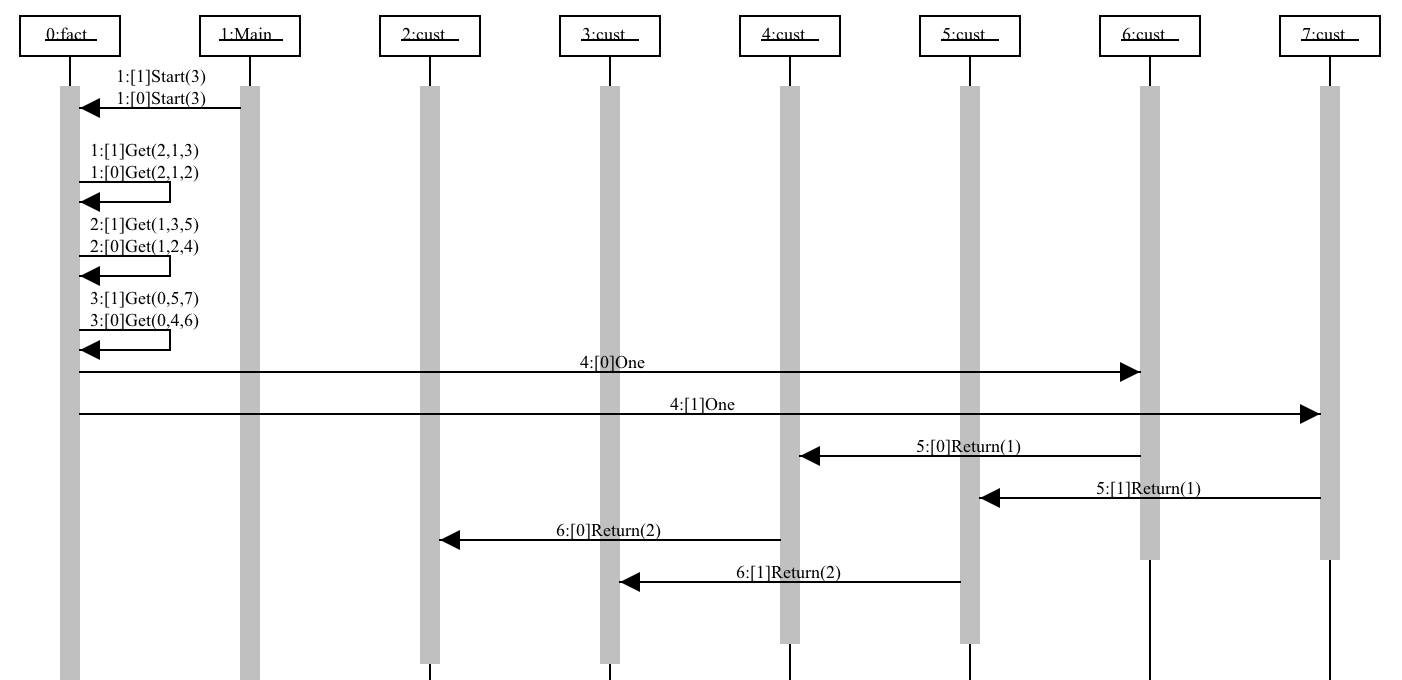 0:fact
1:Main
2:cust
3:cust
4:cust
5:cust
6:cust
7:cust
1:[1]Start(3)
1:[0]Start(3)
1:[1]Get(2,1,3)
1:[0]Get(2,1,2)
2:[1]Get(1,3,5)
2:[0]Get(1,2,4)
3:[1]Get(0,5,7)
3:[0]Get(0,4,6)
4:[0]One
4:[1]One
5:[0]Return(1)
5:[1]Return(1)
6:[0]Return(2)
6:[1]Return(2)